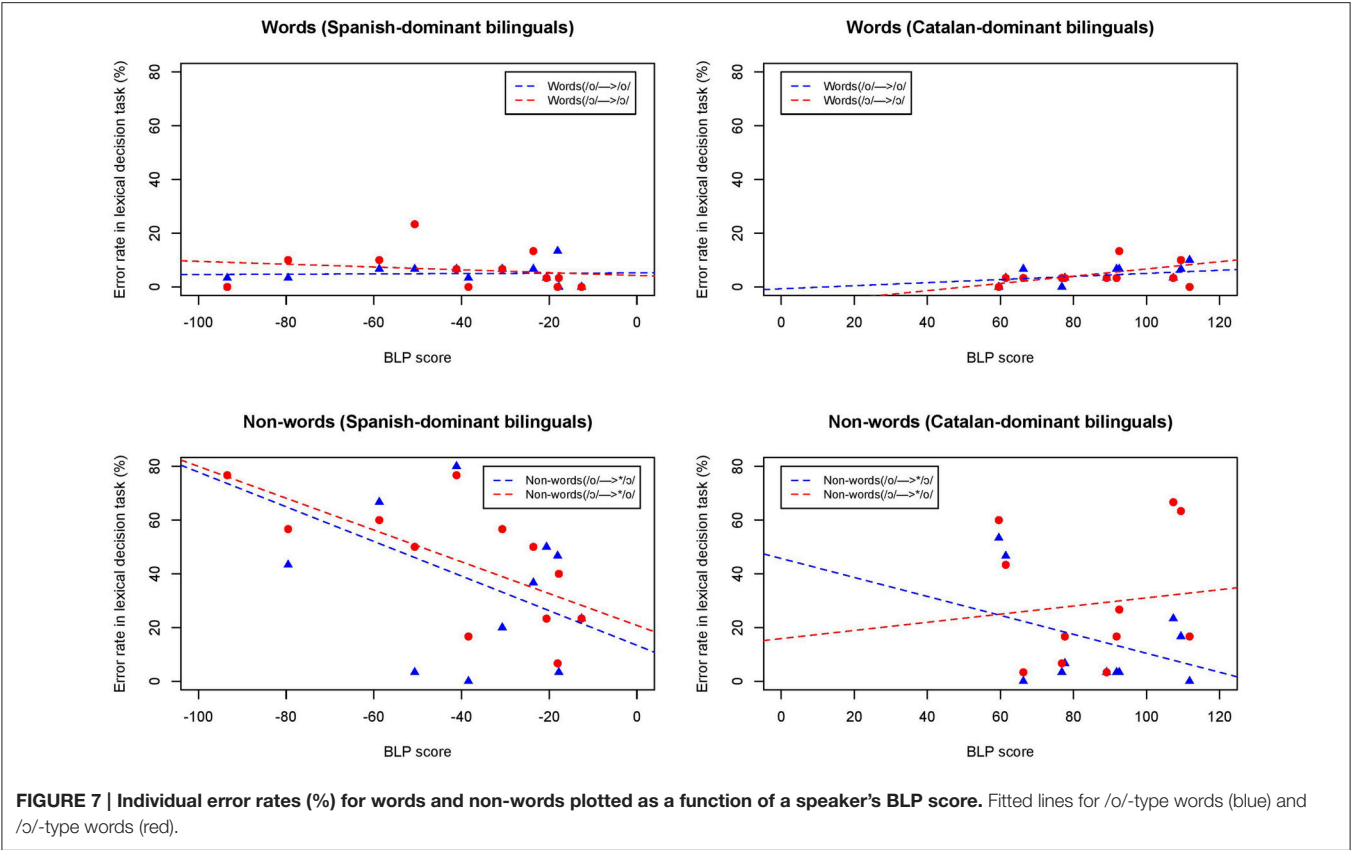 Words (Spanish-dominant bilinguals)
Error rate in lexical decision task (%)
80
60
40
20
0
Words(/o/—>/o/
Words(/ɔ/—>/ɔ/
-100 -80 -60 -40 -20 0
BLP score
Words (Catalan-dominant bilinguals)
Error rate in lexical decision task (%)
80
60
40
20
0
Words(/o/—>/o/
Words(/ɔ/—>/ɔ/
0 20 40 60 80 100 120
BLP score
Non-words (Spanish-dominant bilinguals)
Error rate in lexical decision task (%)
80
60
40
20
0
Non-words(/o/—>*/ɔ/
Non-words(/ɔ/—>*/o/
-100 -80 -60 -40 -20 0
BLP score
Non-words (Catalan-dominant bilinguals)
Error rate in lexical decision task (%)
80
60
40
20
0
Non-words(/o/—>*/ɔ/
Non-words(/ɔ/—>*/o/
0 20 40 60 80 100 120
BLP score
FIGURE 7 | Individual error rates (%) for words and non-words plotted as a function of a speaker's BLP score. Fitted lines for /o/-type words (blue) and
/ɔ/-type words (red).